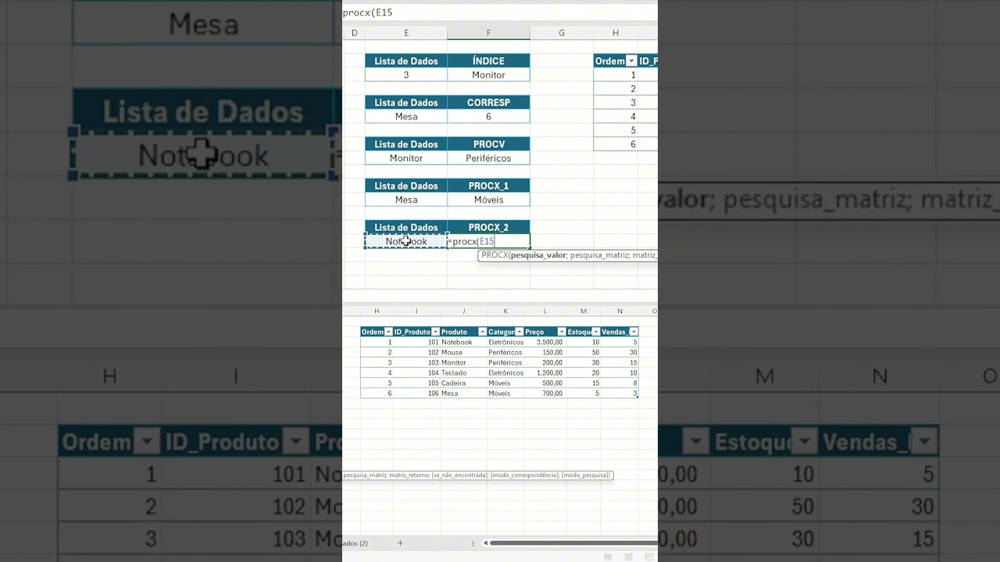 procx(E15
D E F G H
Lista de Dados ÍNDICE
3 Monitor
Lista de Dados CORRESP
Mesa 6
Lista de Dados PROCV
Monitor Periféricos
Lista de Dados PROCX_1
Mesa Móveis
Lista de Dados PROCX_2
Notebook =procx(E15
PROCX(pesquisa_valor; pesquisa_matriz; matriz_
Ordem ID_P
1
2
3
4
5
6
H I J K L M N O
Ordem ID_Produto Produto Categor Preço Estoque Vendas_
1 101 Notebook Eletrônicos 3.500,00 10 5
2 102 Mouse Periféricos 150,00 50 30
3 103 Monitor Periféricos 200,00 30 15
4 104 Teclado Eletrônicos 1.200,00 20 10
5 105 Cadeira Móveis 500,00 15 8
6 106 Mesa Móveis 700,00 5 3
pesquisa_matriz; matriz_retorno; [se_não_encontrada]; [modo_correspondência]; [modo_pesquisa])
ados (2)
Mesa
Lista de Dados
Notebook =
valor; pesquisa_matriz; matriz_
H I M N O
Ordem ID_Produto Pro Estoque Vendas_
1 101 No 0,00 10 5
2 102 Mo 0,00 50 30
3 103 Mo 0,00 30 15